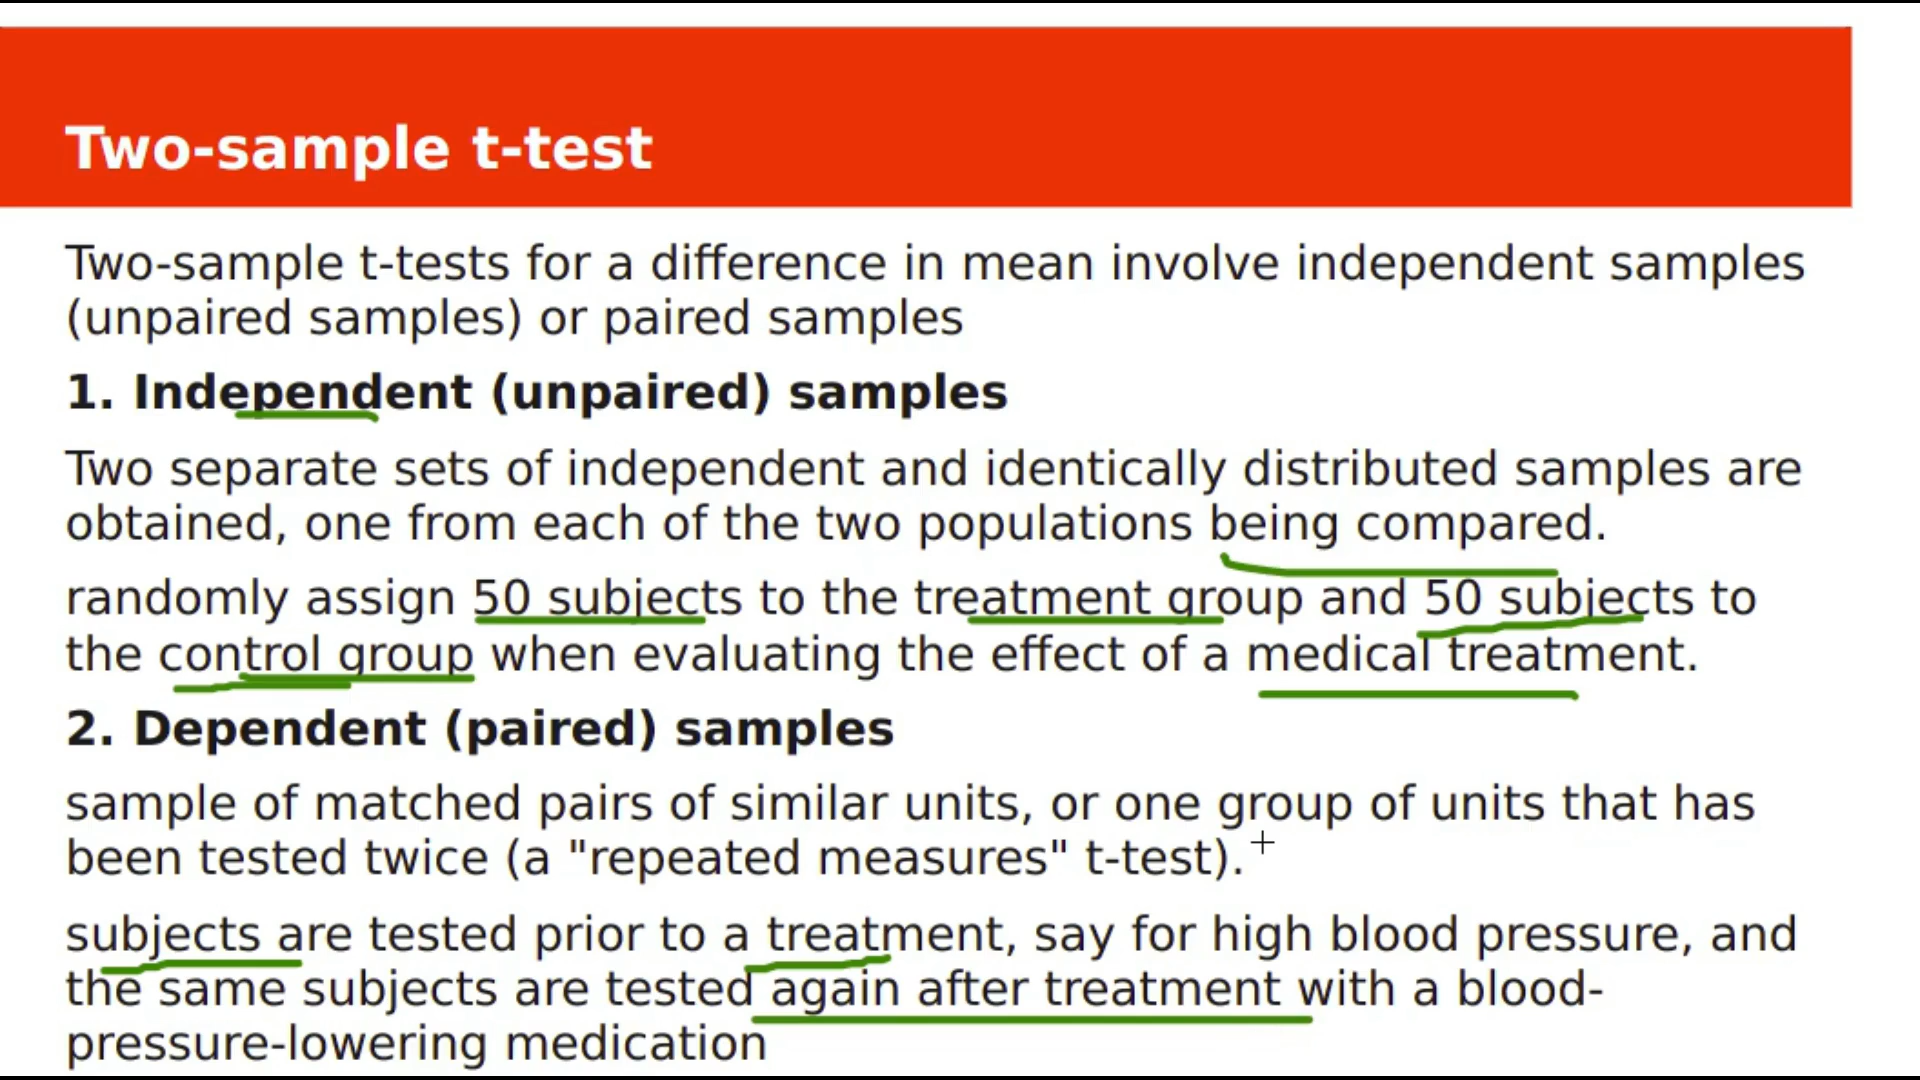 Two-sample t-test
Two-sample t-tests for a difference in mean involve independent samples
(unpaired samples) or paired samples
1. Independent (unpaired) samples
Two separate sets of independent and identically distributed samples are
obtained, one from each of the two populations being compared.
randomly assign 50 subjects to the treatment group and 50 subjects to
the control group when evaluating the effect of a medical treatment.
2. Dependent (paired) samples
sample of matched pairs of similar units, or one group of units that has
been tested twice (a "repeated measures" t-test).
subjects are tested prior to a treatment, say for high blood pressure, and
the same subjects are tested again after treatment with a blood-
pressure-lowering medication